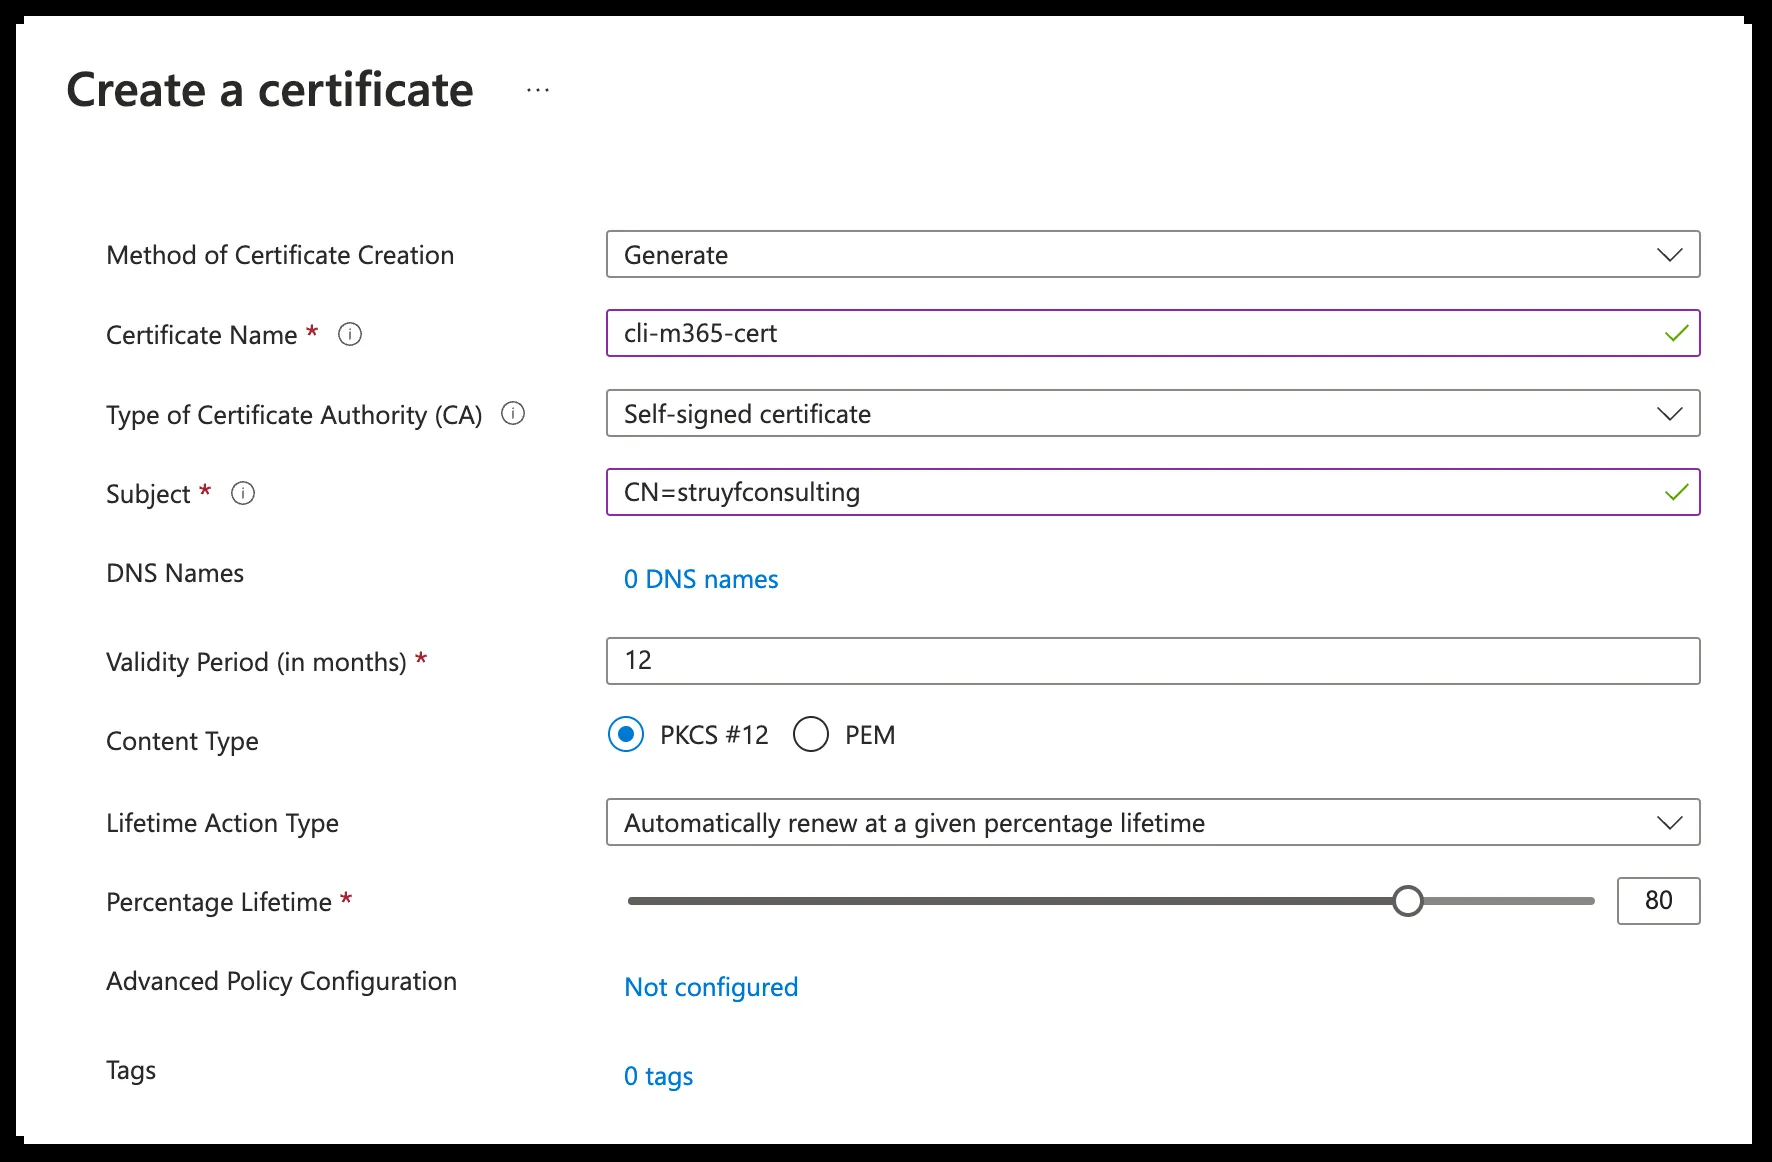 Create a certificate ...
Method of Certificate Creation Generate
Certificate Name * cli-m365-cert
Type of Certificate Authority (CA) Self-signed certificate
Subject * CN=struyfconsulting
DNS Names 0 DNS names
Validity Period (in months) * 12
Content Type PKCS #12 PEM
Lifetime Action Type Automatically renew at a given percentage lifetime
Percentage Lifetime * 80
Advanced Policy Configuration Not configured
Tags 0 tags